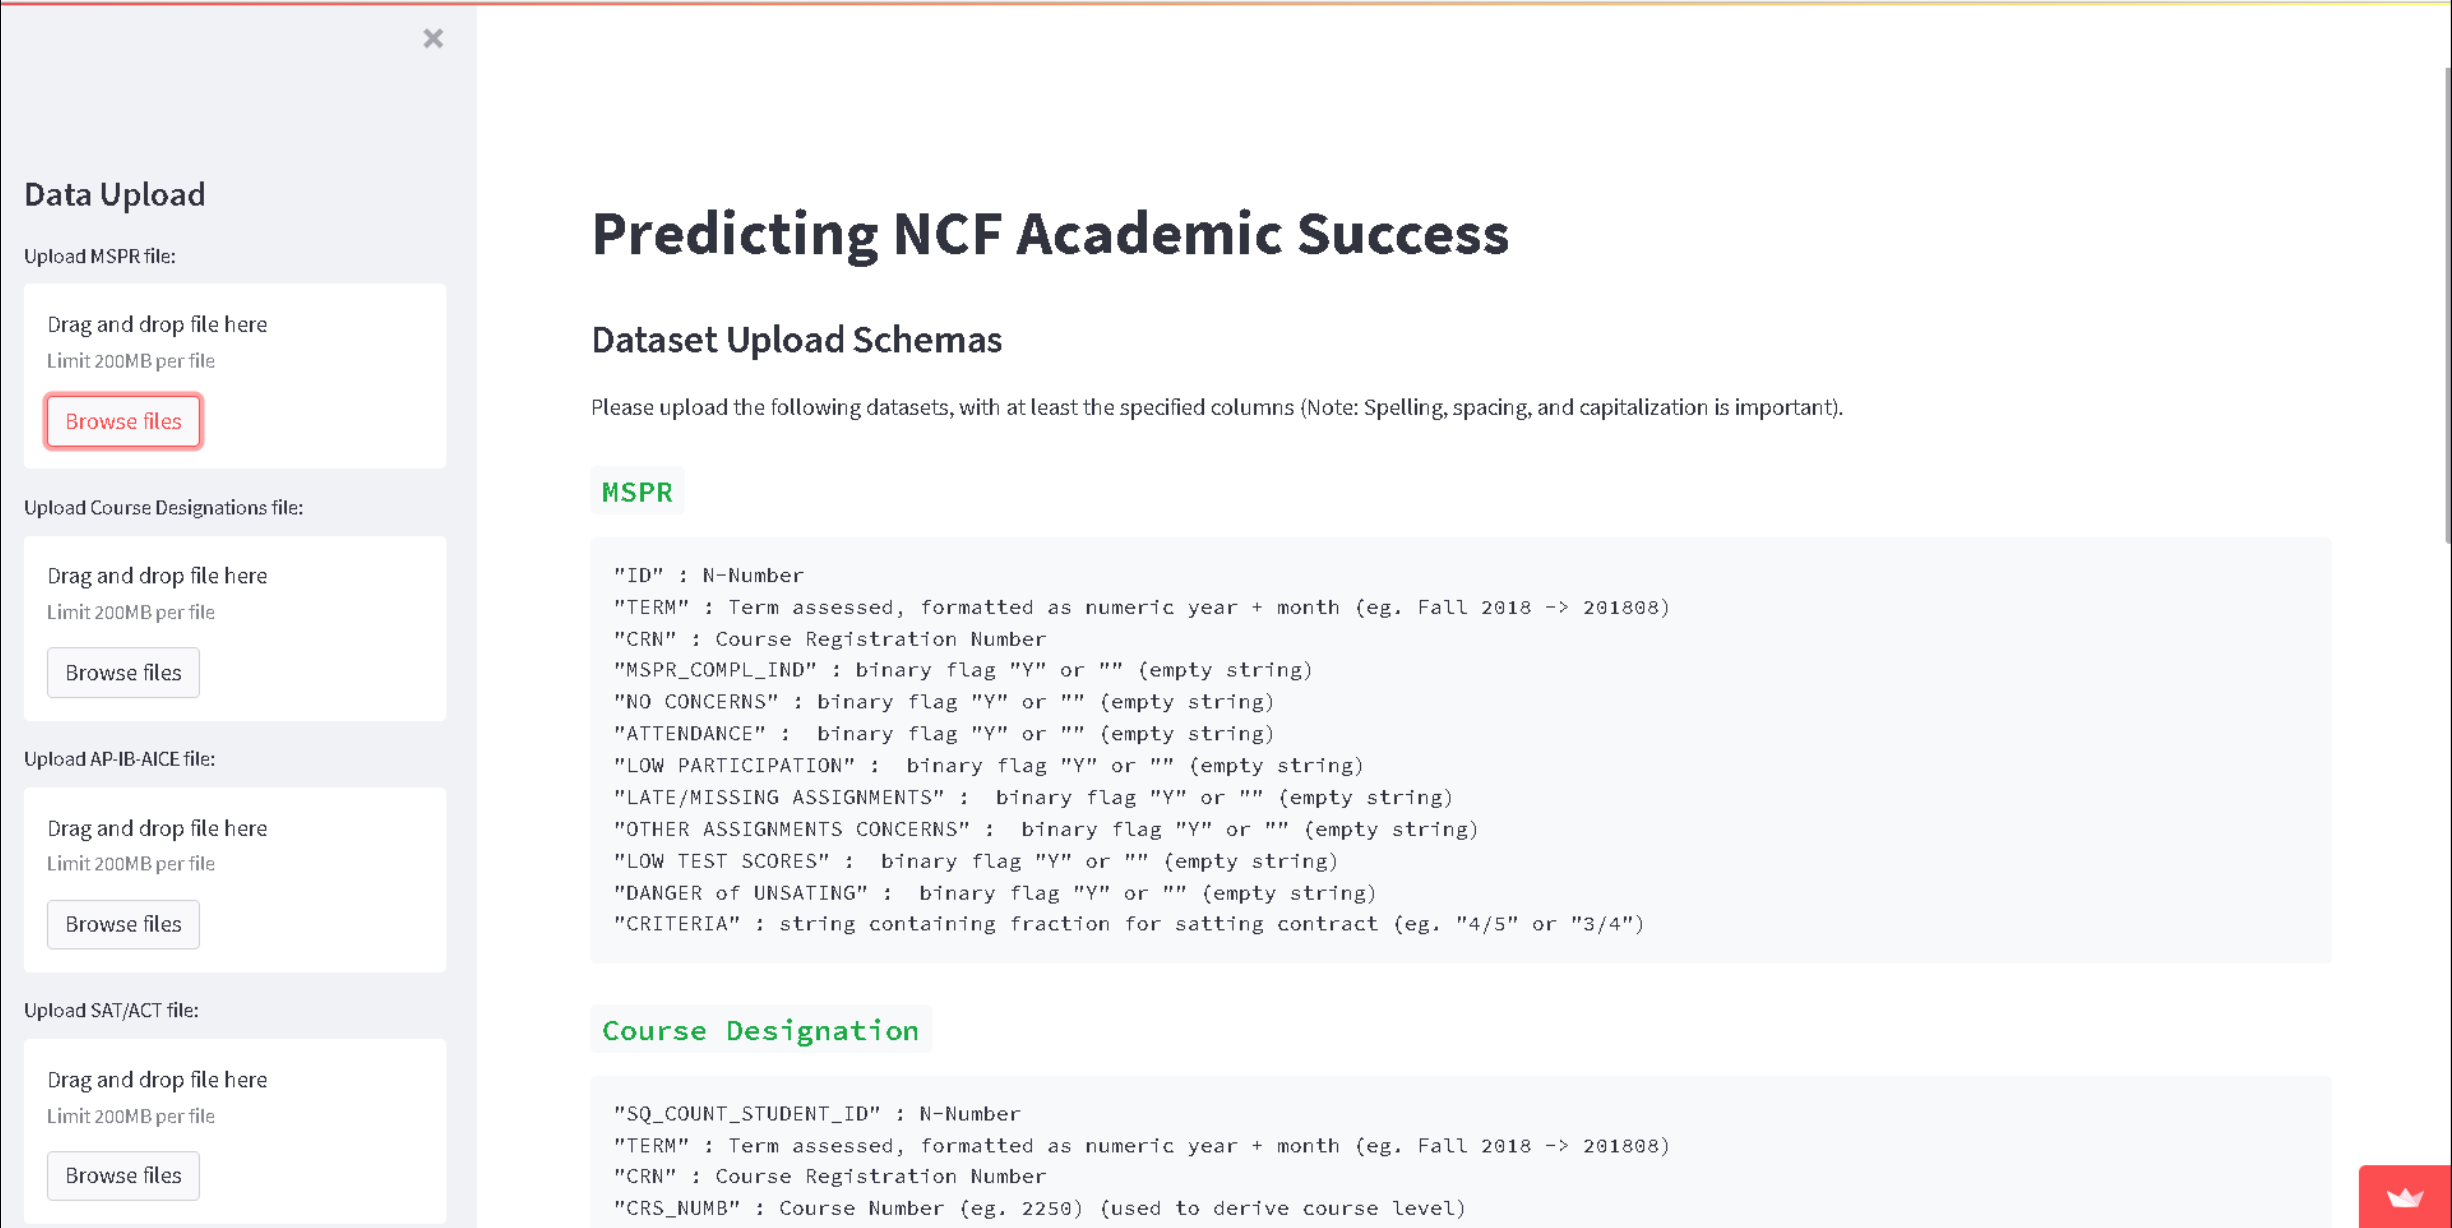 Data Upload
Upload MSPR file:
Drag and drop file here
Limit 200MB per file
Browse files
Upload Course Designations file:
Drag and drop file here
Limit 200MB per file
Browse files
Upload AP-IB-AICE file:
Drag and drop file here
Limit 200MB per file
Browse files
Upload SAT/ACT file:
Drag and drop file here
Limit 200MB per file
Browse files
Predicting NCF Academic Success
Dataset Upload Schemas
Please upload the following datasets, with at least the specified columns (Note: Spelling, spacing, and capitalization is important).
MSPR
"ID" : N-Number
"TERM" : Term assessed, formatted as numeric year + month (eg. Fall 2018 -> 201808)
"CRN" : Course Registration Number
"MSPR_COMPL_IND" : binary flag "Y" or "" (empty string)
"NO CONCERNS" : binary flag "Y" or "" (empty string)
"ATTENDANCE" :  binary flag "Y" or "" (empty string)
"LOW PARTICIPATION" :  binary flag "Y" or "" (empty string)
"LATE/MISSING ASSIGNMENTS" :  binary flag "Y" or "" (empty string)
"OTHER ASSIGNMENTS CONCERNS" :  binary flag "Y" or "" (empty string)
"LOW TEST SCORES" :  binary flag "Y" or "" (empty string)
"DANGER of UNSATING" :  binary flag "Y" or "" (empty string)
"CRITERIA" : string containing fraction for satting contract (eg. "4/5" or "3/4")
Course Designation
"SQ_COUNT_STUDENT_ID" : N-Number
"TERM" : Term assessed, formatted as numeric year + month (eg. Fall 2018 -> 201808)
"CRN" : Course Registration Number
"CRS_NUMB" : Course Number (eg. 2250) (used to derive course level)